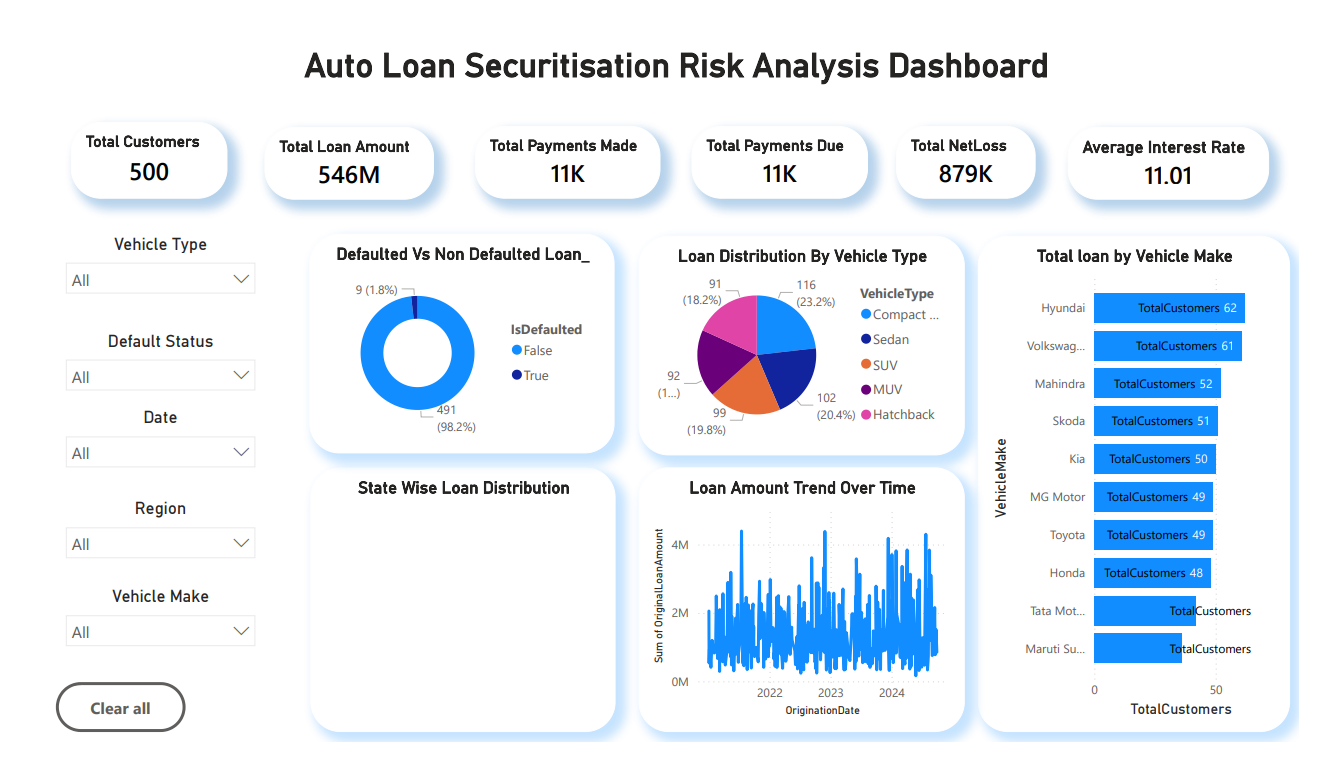 Auto Loan Securitisation Risk Analysis Dashboard
Total Customers
500
Total Loan Amount
546M
Total Payments Made
11K
Total Payments Due
11K
Total NetLoss
879K
Average Interest Rate
11.01
Vehicle Type
All
Default Status
All
Date
All
Region
All
Vehicle Make
All
Clear all
Defaulted Vs Non Defaulted Loan_
9 (1.8%)
491
(98.2%)
IsDefaulted
False
True
Loan Distribution By Vehicle Type
116
(23.2%)
102
(20.4%)
99
(19.8%)
92
(1...)
91
(18.2%)
VehicleType
Compact ...
Sedan
SUV
MUV
Hatchback
State Wise Loan Distribution
Loan Amount Trend Over Time
Sum of OriginalLoanAmount
4M
2M
0M
2022
2023
2024
OriginationDate
Total loan by Vehicle Make
VehicleMake
Hyundai
TotalCustomers 62
Volkswag...
TotalCustomers 61
Mahindra
TotalCustomers 52
Skoda
TotalCustomers 51
Kia
TotalCustomers 50
MG Motor
TotalCustomers 49
Toyota
TotalCustomers 49
Honda
TotalCustomers 48
Tata Mot...
TotalCustomers
Maruti Su...
TotalCustomers
0
50
TotalCustomers